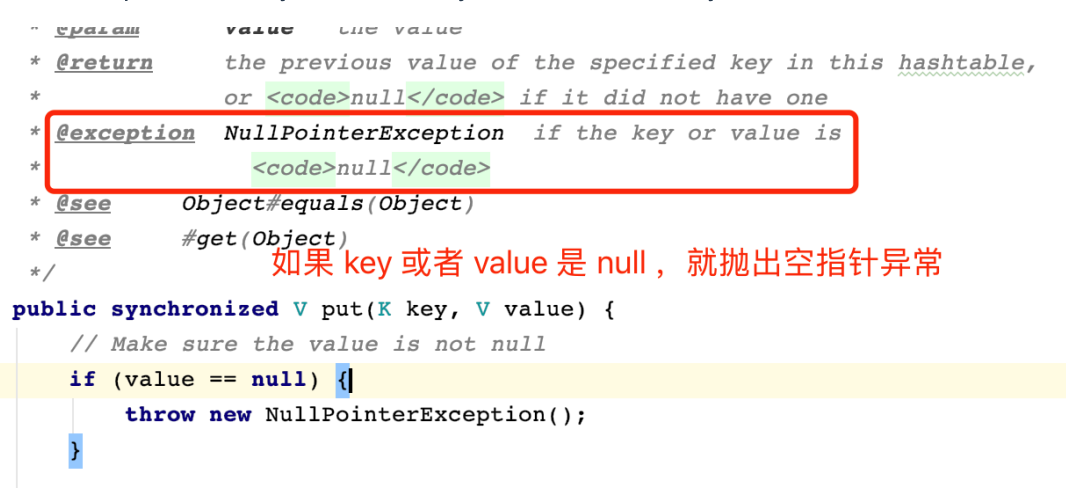 * @param value the value
* @return the previous value of the specified key in this hashtable,
* or <code>null</code> if it did not have one
* @exception NullPointerException if the key or value is
* <code>null</code>
* @see Object#equals(Object)
* @see #get(Object)
如果 key 或者 value 是 null ，就抛出空指针异常
*/
public synchronized V put(K key, V value) {
// Make sure the value is not null
if (value == null) {
throw new NullPointerException();
}